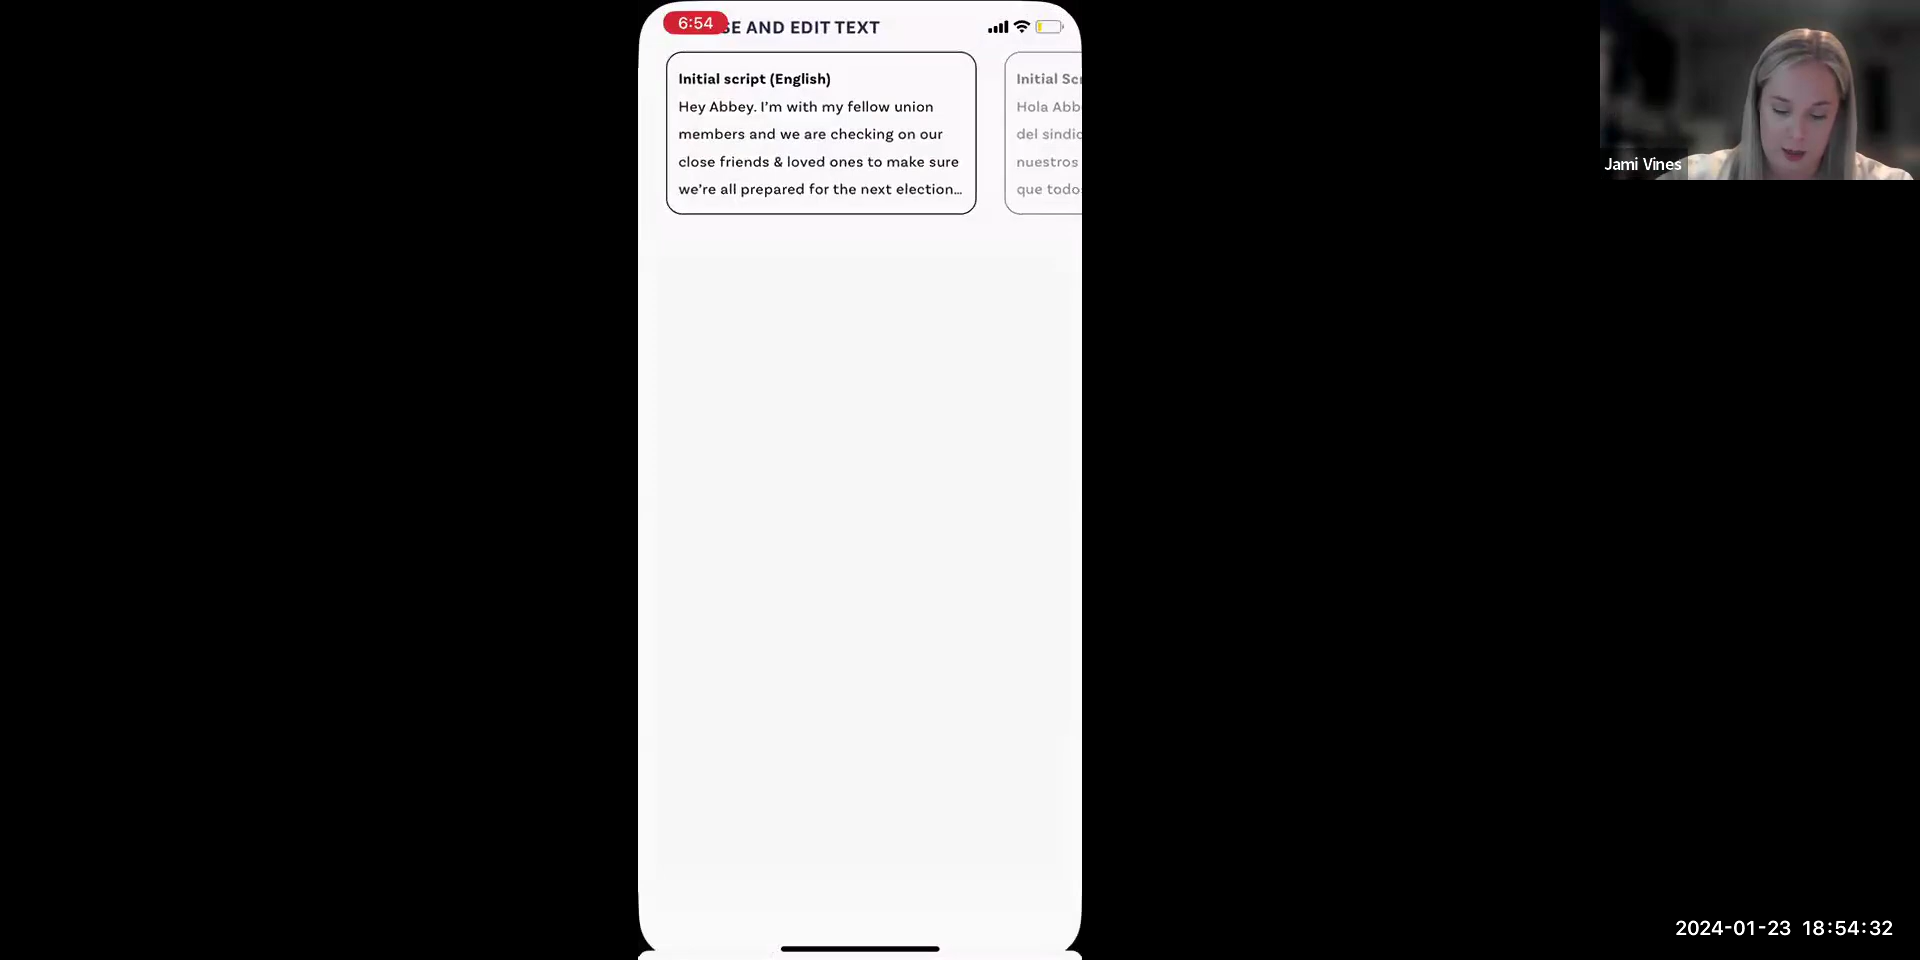 6:54
SE AND EDIT TEXT
Initial script (English)
Hey Abbey. I'm with my fellow union
members and we are checking on our
close friends & loved ones to make sure
we're all prepared for the next election...
Initial Scr
Hola Abb
del sindic
nuestros
que todo
Jami Vines
2024-01-23 18:54:32